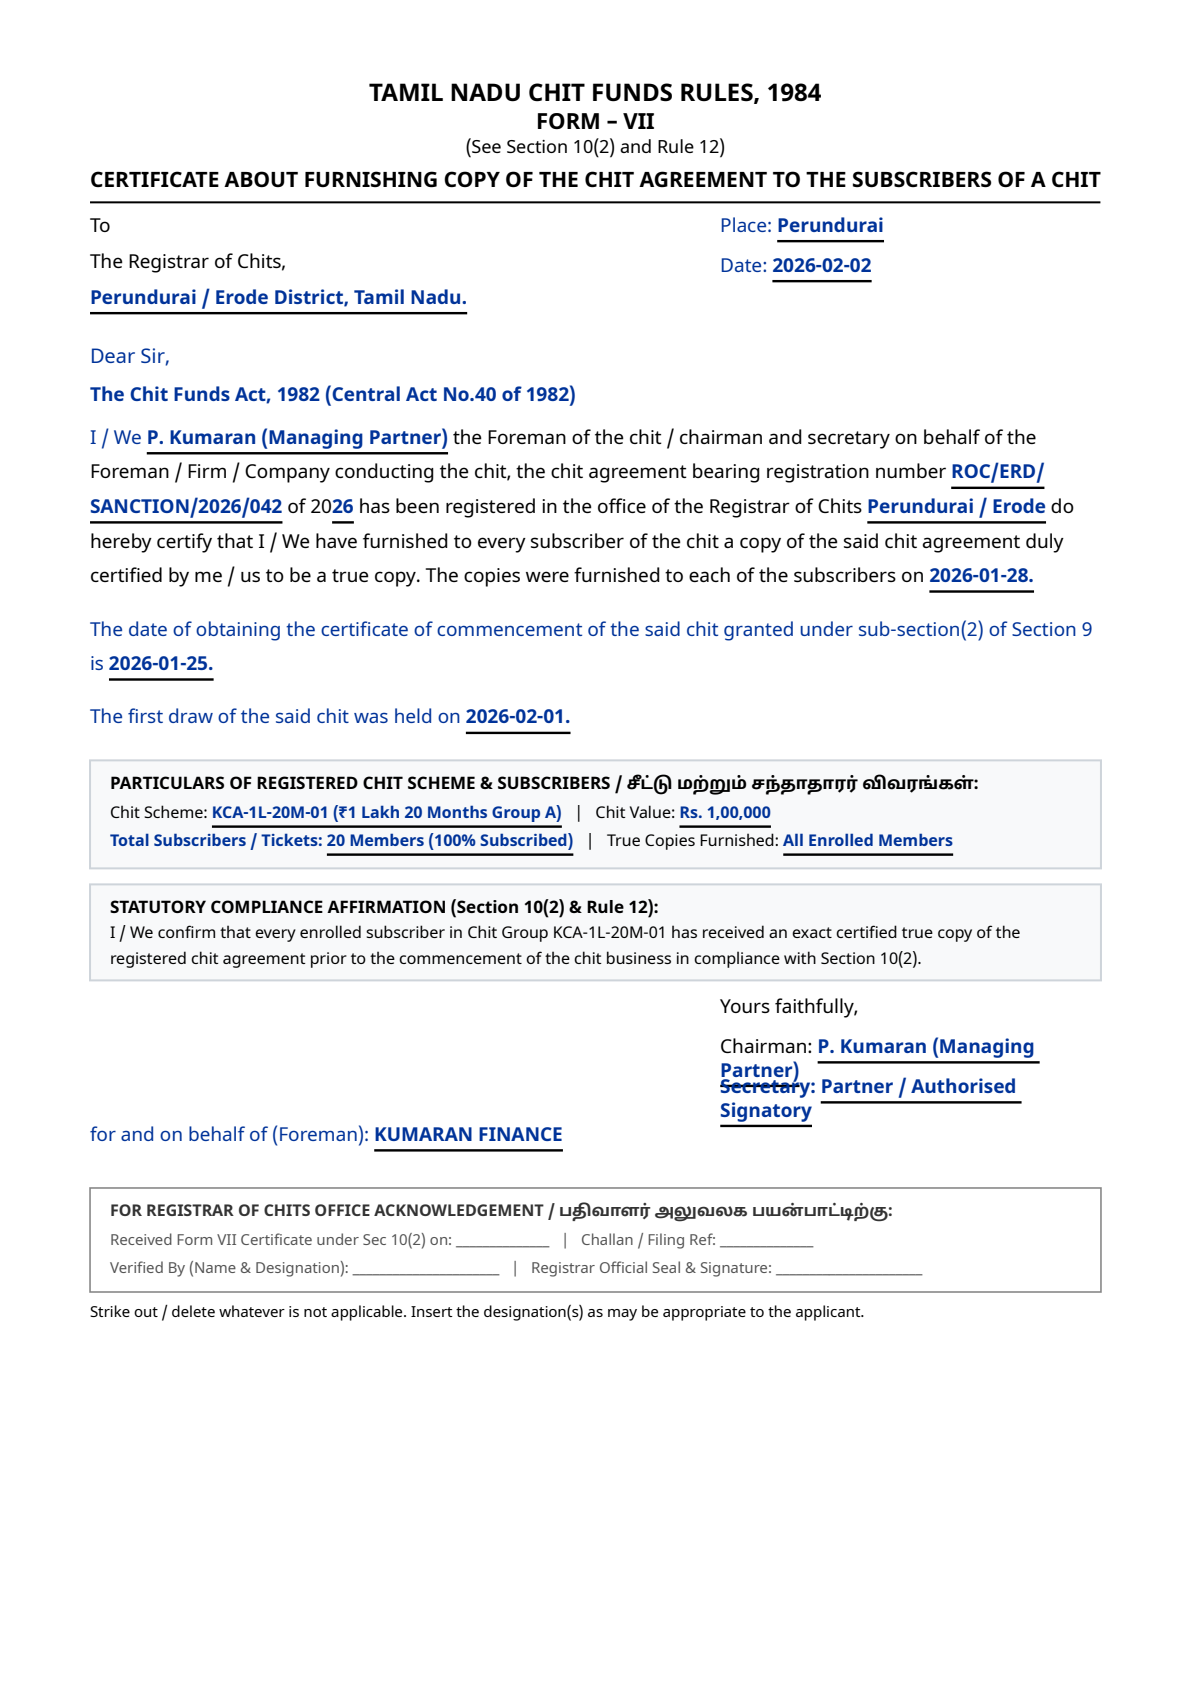 TAMIL NADU CHIT FUNDS RULES, 1984
FORM – VII
(See Section 10(2) and Rule 12)
CERTIFICATE ABOUT FURNISHING COPY OF THE CHIT AGREEMENT TO THE SUBSCRIBERS OF A CHIT
To
The Registrar of Chits,
Perundurai / Erode District, Tamil Nadu.
Place: Perundurai
Date: 2026-02-02
Dear Sir,
The Chit Funds Act, 1982 (Central Act No.40 of 1982)
I / We P. Kumaran (Managing Partner) the Foreman of the chit / chairman and secretary on behalf of the
Foreman / Firm / Company conducting the chit, the chit agreement bearing registration number ROC/ERD/
SANCTION/2026/042 of 2026 has been registered in the office of the Registrar of Chits Perundurai / Erode do
hereby certify that I / We have furnished to every subscriber of the chit a copy of the said chit agreement duly
certified by me / us to be a true copy. The copies were furnished to each of the subscribers on 2026-01-28.
The date of obtaining the certificate of commencement of the said chit granted under sub-section(2) of Section 9
is 2026-01-25.
The first draw of the said chit was held on 2026-02-01.
PARTICULARS OF REGISTERED CHIT SCHEME & SUBSCRIBERS / சீட்டு மற்றும் சந்தாதாரர் விவரங்கள்:
Chit Scheme: KCA-1L-20M-01 (₹1 Lakh 20 Months Group A) | Chit Value: Rs. 1,00,000
Total Subscribers / Tickets: 20 Members (100% Subscribed) | True Copies Furnished: All Enrolled Members
STATUTORY COMPLIANCE AFFIRMATION (Section 10(2) & Rule 12):
I / We confirm that every enrolled subscriber in Chit Group KCA-1L-20M-01 has received an exact certified true copy of the
registered chit agreement prior to the commencement of the chit business in compliance with Section 10(2).
Yours faithfully,
Chairman: P. Kumaran (Managing
Partner)
Secretary: Partner / Authorised
Signatory
for and on behalf of (Foreman): KUMARAN FINANCE
FOR REGISTRAR OF CHITS OFFICE ACKNOWLEDGEMENT / பதிவாளர் அலுவலக பயன்பாட்டிற்கு:
Received Form VII Certificate under Sec 10(2) on: ____________ | Challan / Filing Ref: ____________
Verified By (Name & Designation): ___________________ | Registrar Official Seal & Signature: ___________________
Strike out / delete whatever is not applicable. Insert the designation(s) as may be appropriate to the applicant.